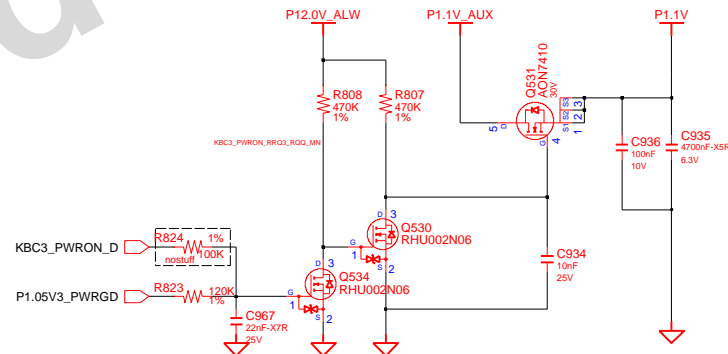 P12.0V_ALW
P1.1V_AUX
P1.1V
Q531
AON7410
30V
R808
470K
1%
R807
470K
1%
S3
S2
S1
3
2
1
5
D
G
4
C936
100nF
10V
C935
4700nF-X5R
6.3V
KBC3_PWRON_RRQ3_RQQ_MN
D
3
Q530
RHU002N06
G
1
S
2
KBC3_PWRON_D
R824
1%
100K
nostuff
D
3
Q534
RHU002N06
G
1
S
2
C934
10nF
25V
P1.05V3_PWRGD
R823
120K
1%
C967
22nF-X7R
25V